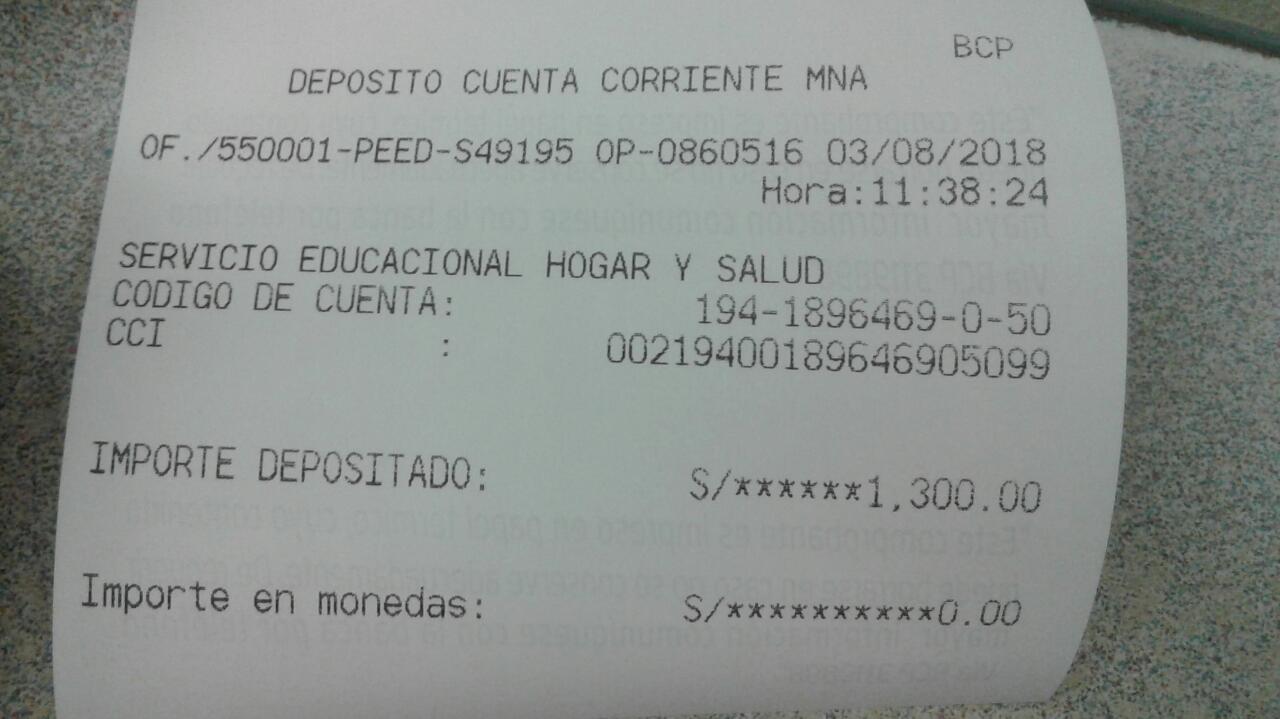 BCP
DEPOSITO CUENTA CORRIENTE MNA
OF./550001-PEED-S49195 OP-0860516 03/08/2018
Hora:11:38:24
SERVICIO EDUCACIONAL HOGAR Y SALUD
CODIGO DE CUENTA: 194-1896469-0-50
CCI : 00219400189646905099
IMPORTE DEPOSITADO: S/******1,300.00
Importe en monedas: S/**********0.00